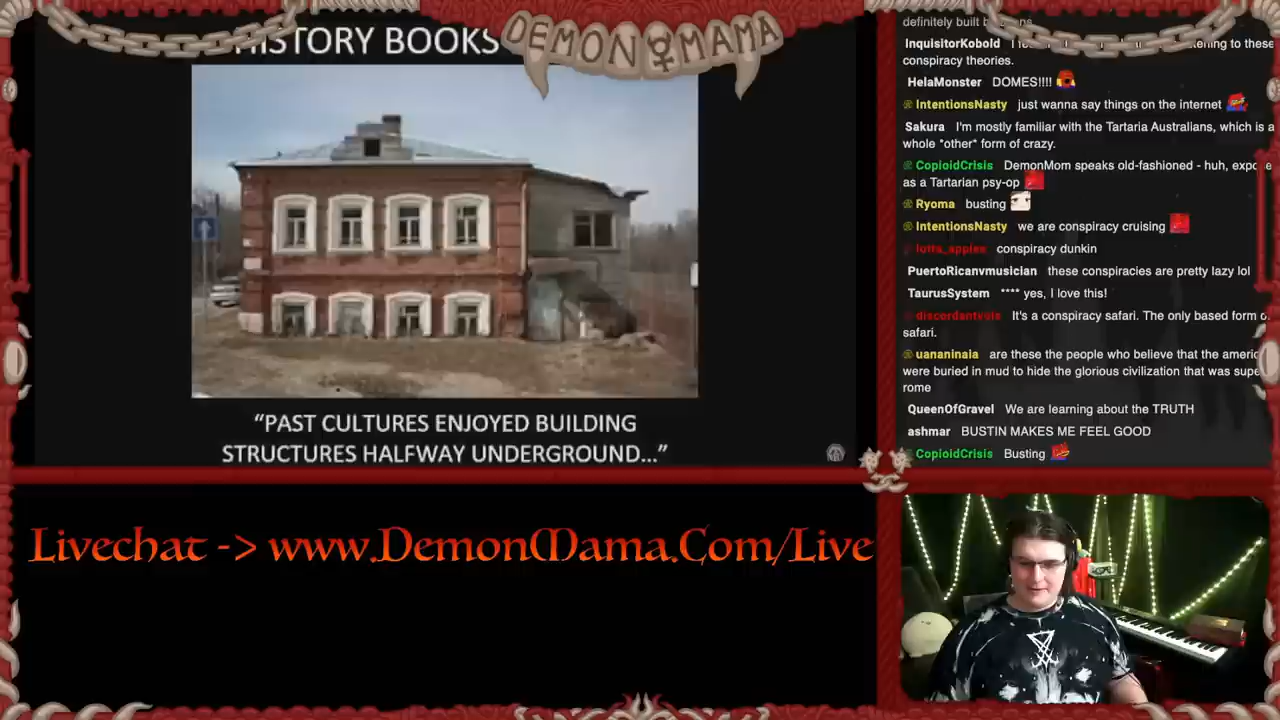 HISTORY BOOKS
DEMON MAMA
"PAST CULTURES ENJOYED BUILDING
STRUCTURES HALFWAY UNDERGROUND..."
Livechat -> www.DemonMama.Com/Live
definitely built
InquisitorKobold I to these
conspiracy theories.
HelaMonster DOMES!!!!
IntentionsNasty just wanna say things on the internet
Sakura I'm mostly familiar with the Tartaria Australians, which is a
whole *other* form of crazy.
CopioidCrisis DemonMom speaks old-fashioned - huh,
as a Tartarian psy-op
Ryoma busting
IntentionsNasty we are conspiracy cruising
conspiracy dunkin
PuertoRicanvmusician these conspiracies are pretty lazy lol
TaurusSystem **** yes, I love this!
It's a conspiracy safari. The only based form
safari.
uananinaia are these the people who believe that the
were buried in mud to hide the glorious civilization that was
rome
QueenOfGravel We are learning about the TRUTH
ashmar BUSTIN MAKES ME FEEL GOOD
CopioidCrisis Busting